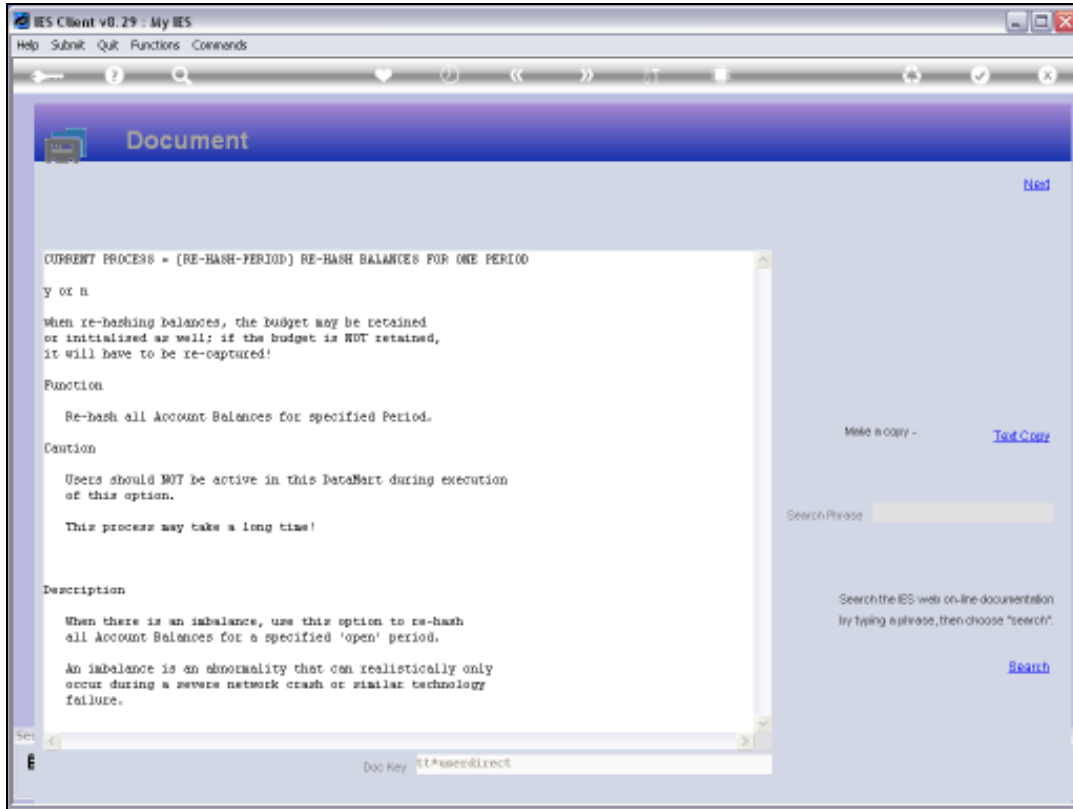 IES Client v8.29 : My IES
Help Submit Quit Functions Commands
Document
Next
CURRENT PROCESS = [RE-HASH-PERIOD] RE-HASH BALANCES FOR ONE PERIOD
y or n
when re-hashing balances, the budget may be retained
or initialised as well; if the budget is NOT retained,
it will have to be re-captured!
Function
Re-hash all Account Balances for specified Period.
Caution
Users should NOT be active in this DataMart during execution
of this option.
This process may take a long time!
Description
When there is an imbalance, use this option to re-hash
all Account Balances for a specified 'open' period.
An imbalance is an abnormality that can realistically only
occur during a severe network crash or similar technology
failure.
Make a copy -
Text Copy
Search Phrase
Search the IES web on-line documentation
by typing a phrase, then choose "search".
Search
Doc Key tt*userdirect